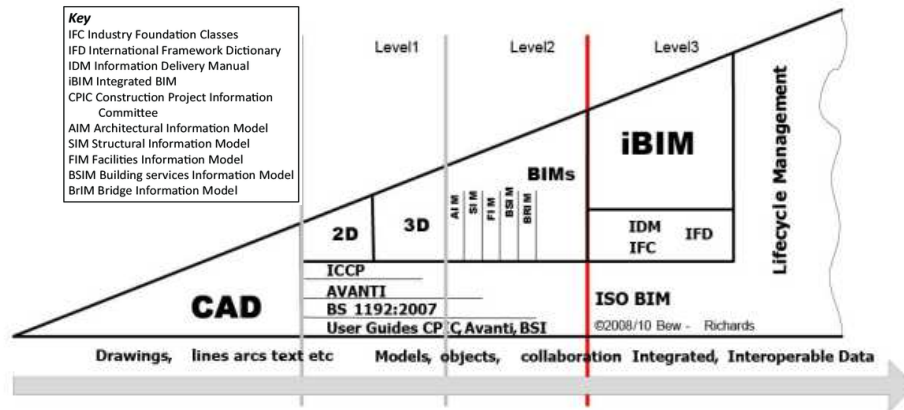 Key
IFC Industry Foundation Classes
IFD International Framework Dictionary
IDM Information Delivery Manual
iBIM Integrated BIM
CPIC Construction Project Information
Committee
AIM Architectural Information Model
SIM Structural Information Model
FIM Facilities Information Model
BSIM Building services Information Model
BrIM Bridge Information Model
Level1
Level2
Level3
CAD
2D
3D
AIM
SIM
FIM
BSIM
BRIM
BIMs
iBIM
IDM
IFC
IFD
Lifecycle Management
ICCP
AVANTI
BS 1192:2007
User Guides CPIC, Avanti, BSI
ISO BIM
©2008/10 Bew - Richards
Drawings, lines arcs text etc Models, objects, collaboration Integrated, Interoperable Data